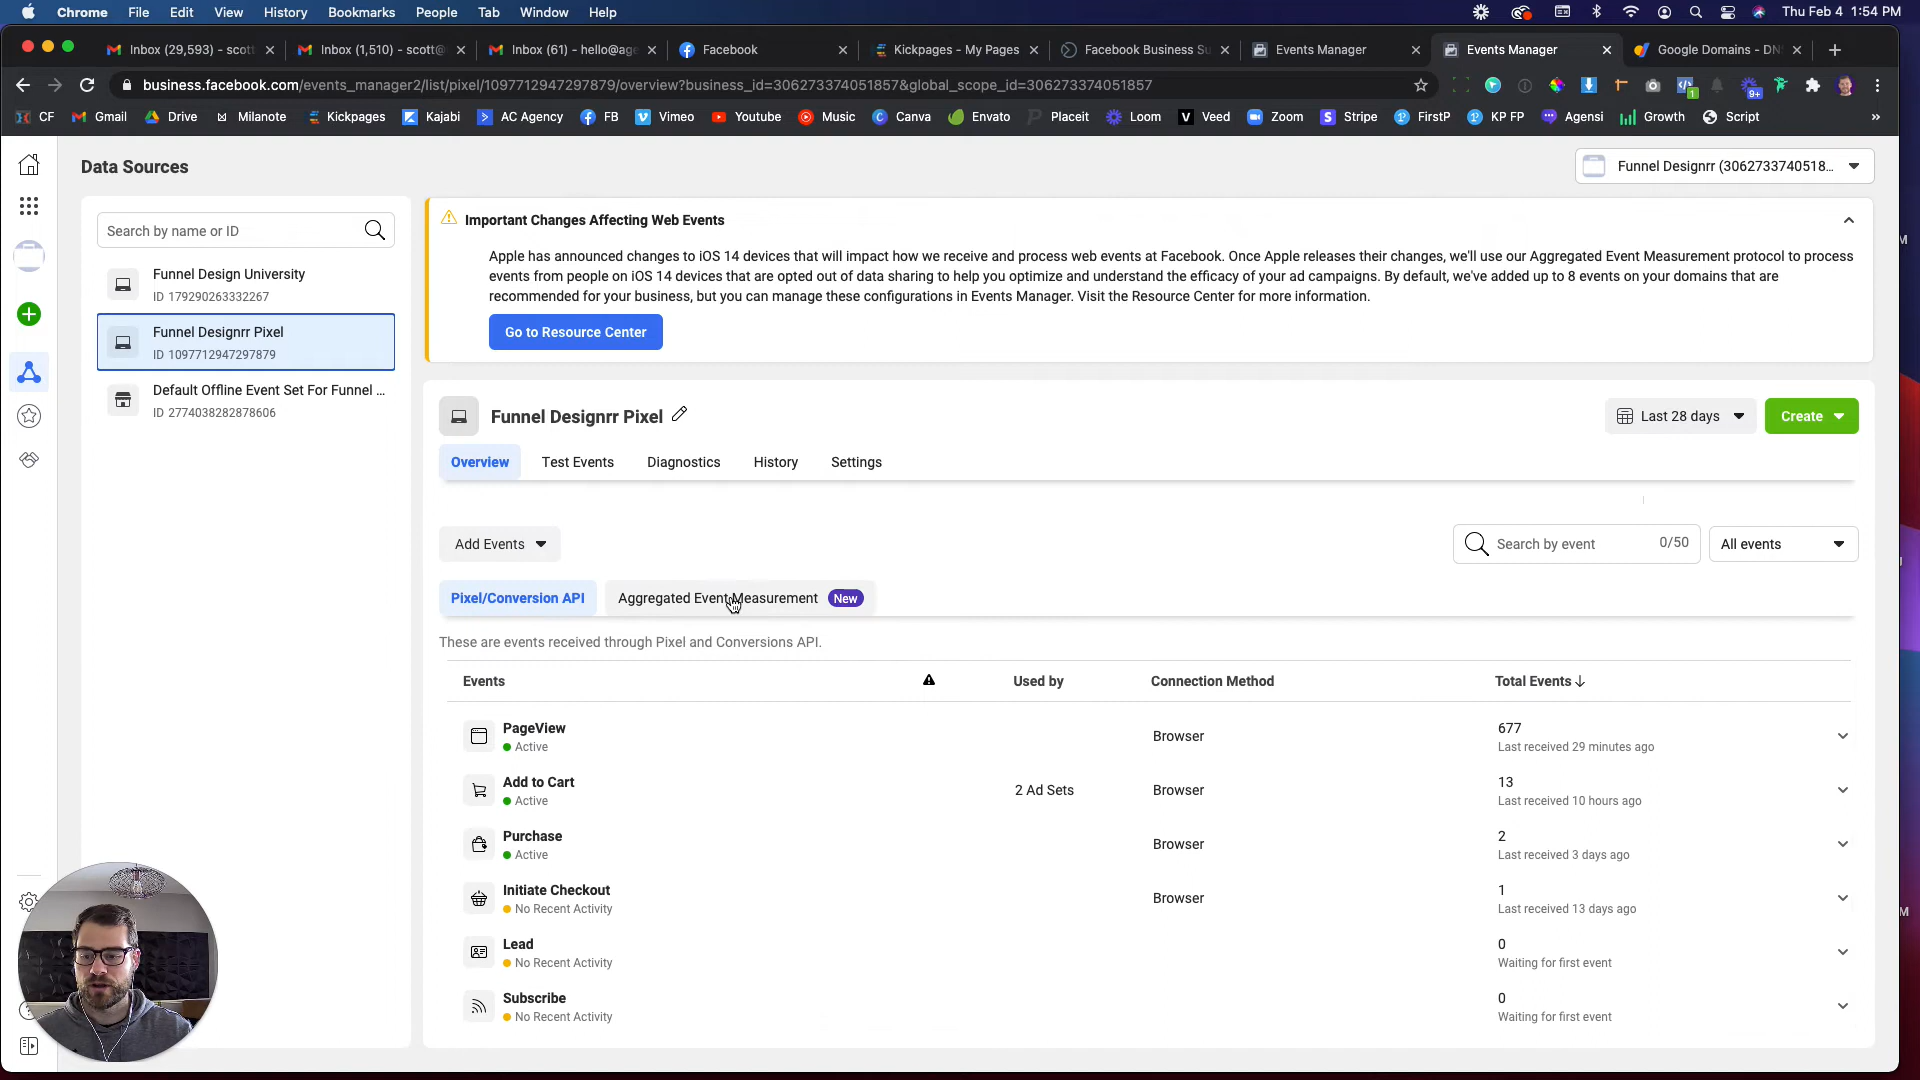 Chrome File Edit View History Bookmarks People Tab Window Help Thu Feb 4 1:54 PM
Inbox (29,593) - scott Inbox (1,510) - scott@ Inbox (61) - hello@age Facebook Kickpages - My Pages Facebook Business Su Events Manager Events Manager Google Domains - DN
business.facebook.com/events_manager2/list/pixel/1097712947297879/overview?business_id=306273374051857&global_scope_id=306273374051857
CF Gmail Drive Milanote Kickpages Kajabi AC Agency FB Vimeo Youtube Music Canva Envato Placeit Loom Veed Zoom Stripe FirstP KP FP Agensi Growth Script »
Data Sources
Funnel Designrr (3062733740518...
Search by name or ID
Funnel Design University
ID 179290263332267
Funnel Designrr Pixel
ID 1097712947297879
Default Offline Event Set For Funnel ...
ID 2774038282878606
Important Changes Affecting Web Events
Apple has announced changes to iOS 14 devices that will impact how we receive and process web events at Facebook. Once Apple releases their changes, we'll use our Aggregated Event Measurement protocol to process
events from people on iOS 14 devices that are opted out of data sharing to help you optimize and understand the efficacy of your ad campaigns. By default, we've added up to 8 events on your domains that are
recommended for your business, but you can manage these configurations in Events Manager. Visit the Resource Center for more information.
Go to Resource Center
Funnel Designrr Pixel
Last 28 days
Create
Overview Test Events Diagnostics History Settings
Add Events
Search by event 0/50
All events
Pixel/Conversion API Aggregated Event Measurement New
These are events received through Pixel and Conversions API.
Events Used by Connection Method Total Events
PageView Browser 677
Active Last received 29 minutes ago
Add to Cart 2 Ad Sets Browser 13
Active Last received 10 hours ago
Purchase Browser 2
Active Last received 3 days ago
Initiate Checkout Browser 1
No Recent Activity Last received 13 days ago
Lead 0
No Recent Activity Waiting for first event
Subscribe 0
No Recent Activity Waiting for first event